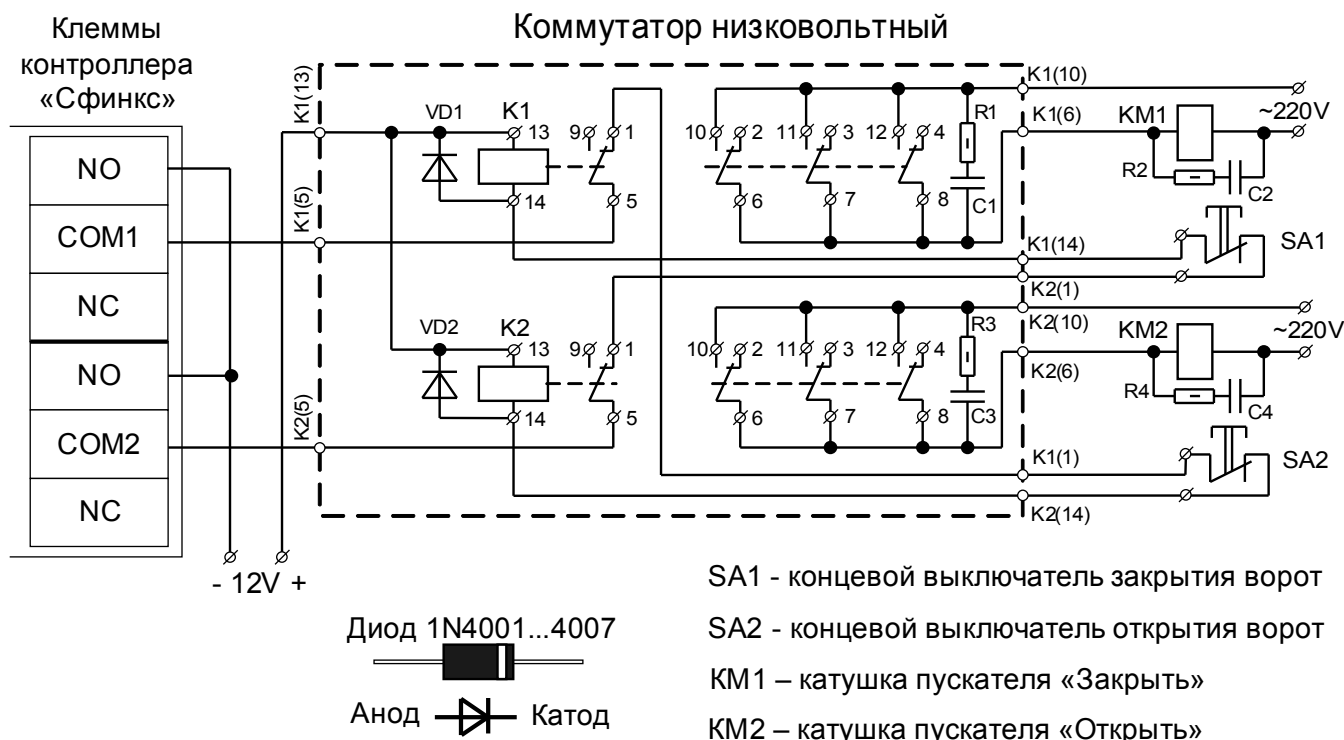 Клеммы
контроллера
«Сфинкс»
Коммутатор низковольтный
NO
COM1
NC
NO
COM2
NC
- 12V +
K1(13)
K1(5)
K2(5)
VD1
K1
13
14
9
1
5
10
2
11
3
12
4
6
7
8
R1
C1
K1(10)
K1(6)
KM1
~220V
R2
C2
K1(14)
SA1
K2(1)
VD2
K2
13
14
9
1
5
10
2
11
3
12
4
6
7
8
R3
C3
K2(10)
K2(6)
KM2
~220V
R4
C4
K1(1)
SA2
K2(14)
Диод 1N4001...4007
Анод
Катод
SA1 - концевой выключатель закрытия ворот
SA2 - концевой выключатель открытия ворот
КМ1 – катушка пускателя «Закрыть»
КМ2 – катушка пускателя «Открыть»